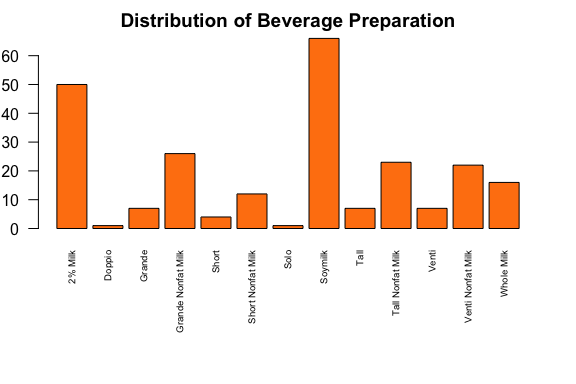 Distribution of Beverage Preparation
60
50
40
30
20
10
0
2% Milk
Doppio
Grande
Grande Nonfat Milk
Short
Short Nonfat Milk
Solo
Soymilk
Tall
Tall Nonfat Milk
Venti
Venti Nonfat Milk
Whole Milk